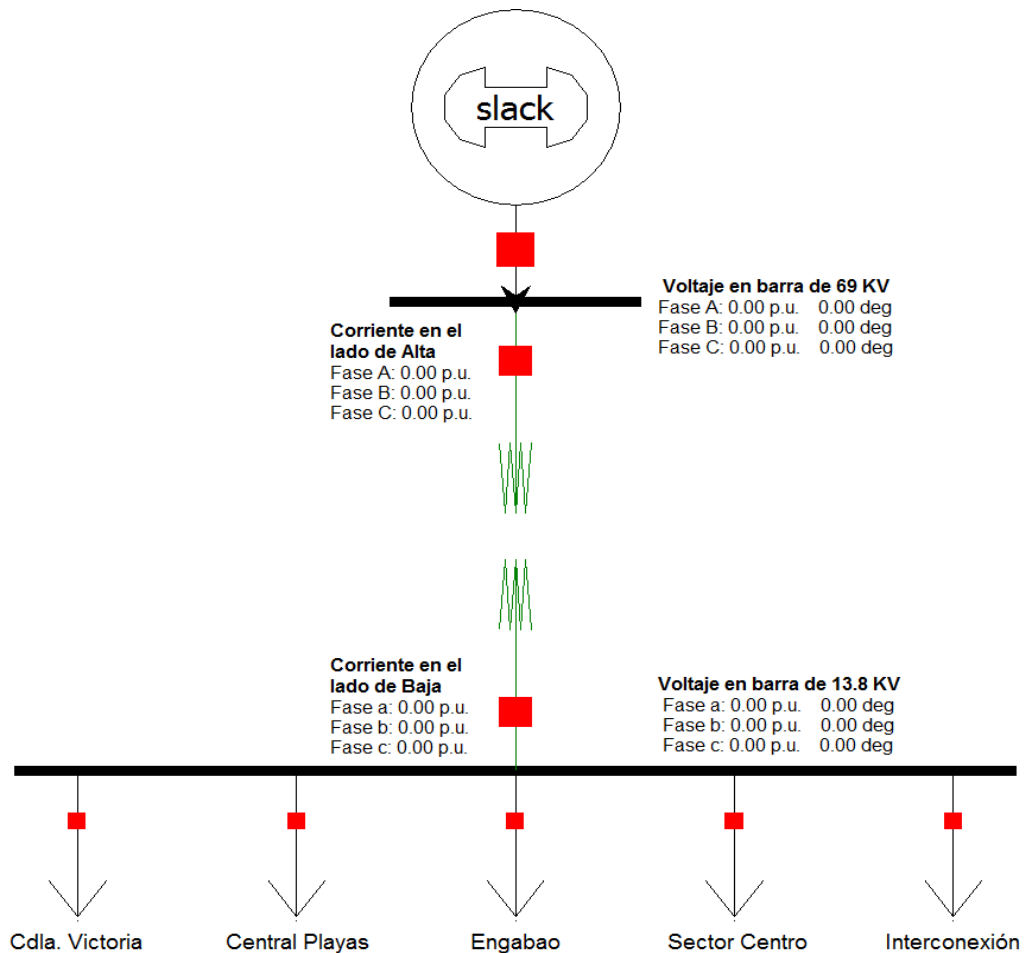 slack
Voltaje en barra de 69 KV
Fase A: 0.00 p.u. 0.00 deg
Fase B: 0.00 p.u. 0.00 deg
Fase C: 0.00 p.u. 0.00 deg
Corriente en el
lado de Alta
Fase A: 0.00 p.u.
Fase B: 0.00 p.u.
Fase C: 0.00 p.u.
Corriente en el
lado de Baja
Fase a: 0.00 p.u.
Fase b: 0.00 p.u.
Fase c: 0.00 p.u.
Voltaje en barra de 13.8 KV
Fase a: 0.00 p.u. 0.00 deg
Fase b: 0.00 p.u. 0.00 deg
Fase c: 0.00 p.u. 0.00 deg
Cdla. Victoria
Central Playas
Engabao
Sector Centro
Interconexión